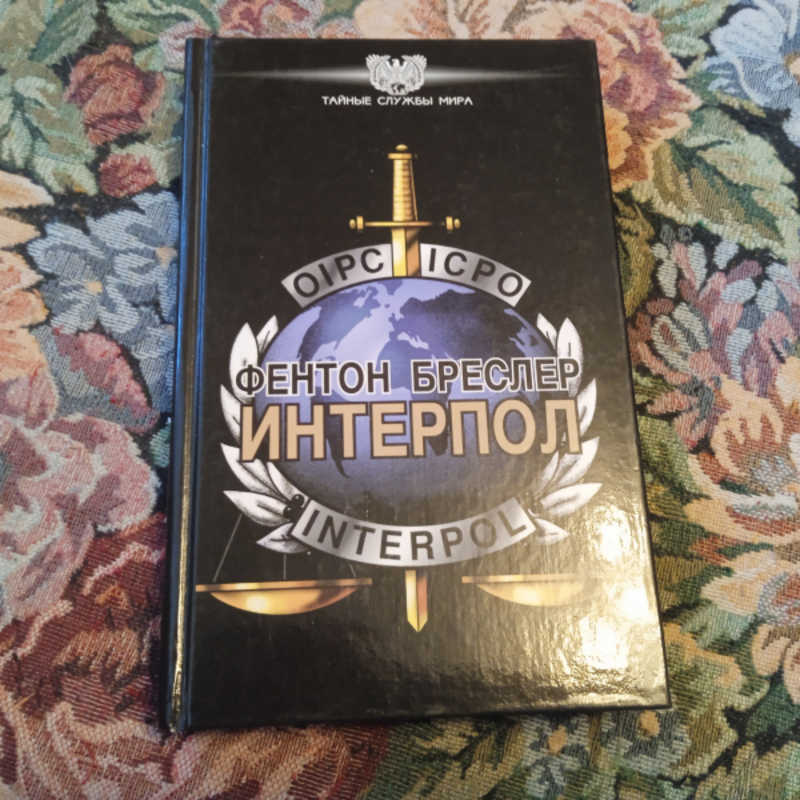 ТАЙНЫЕ СЛУЖБЫ МИРА
OIPC ICPO
ФЕНТОН БРЕСЛЕР
ИНТЕРПОЛ
INTERPOL